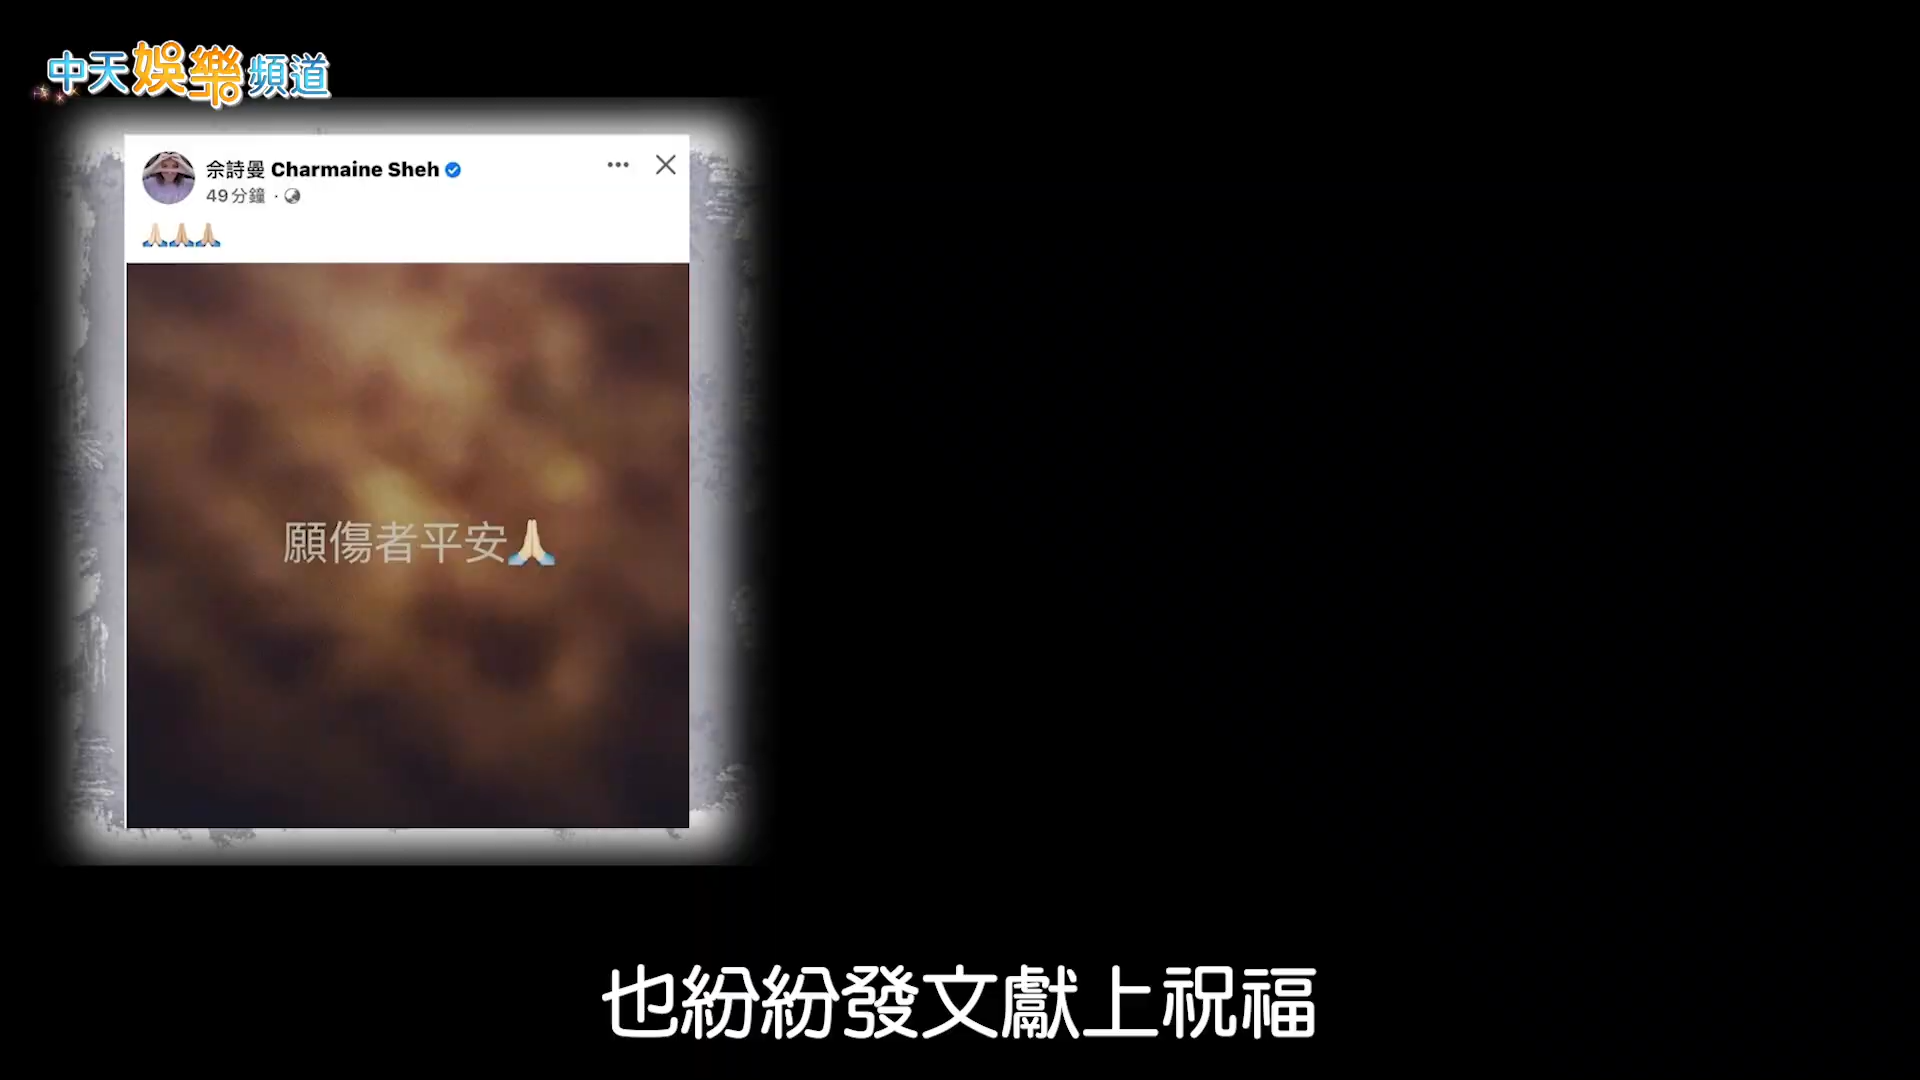 中天娛樂頻道
佘詩曼 Charmaine Sheh
49分鐘 ·
🙏🏻🙏🏻🙏🏻
願傷者平安🙏🏻
也紛紛發文獻上祝福